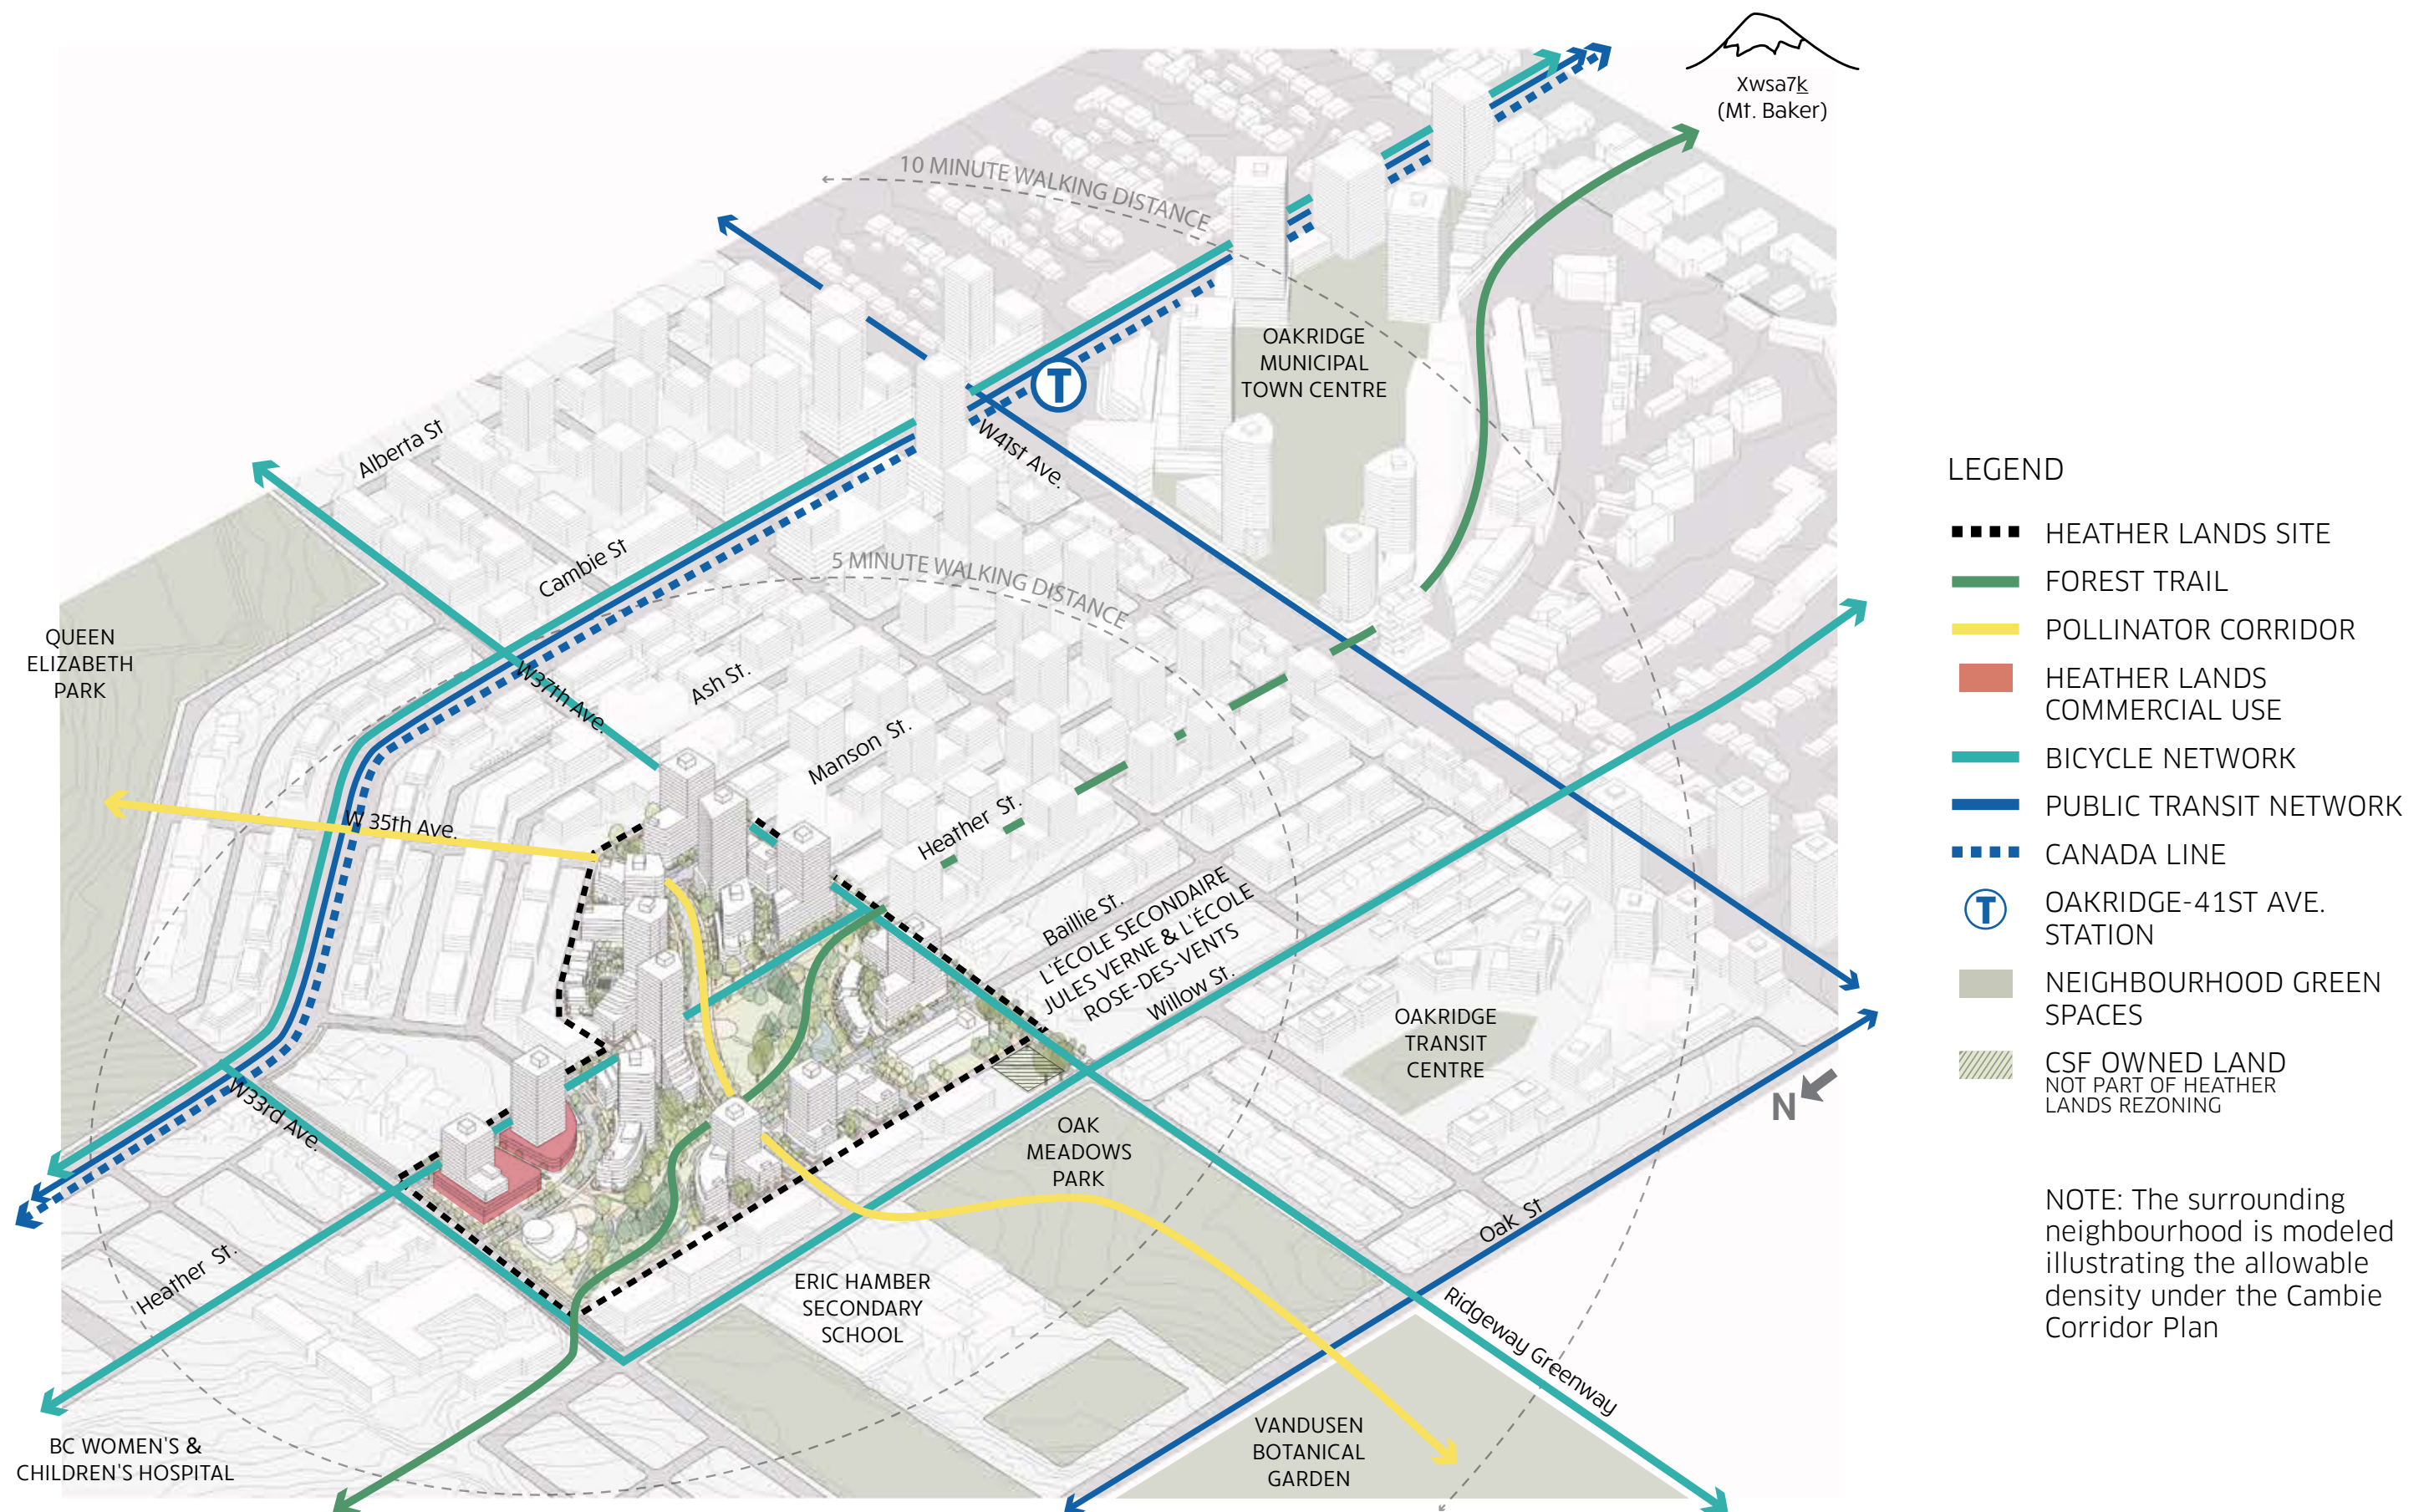 Xwsa7k
(Mt. Baker)
10 MINUTE WALKING DISTANCE
OAKRIDGE
MUNICIPAL
TOWN CENTRE
T
W41st Ave.
Alberta St
Cambie St
5 MINUTE WALKING DISTANCE
QUEEN
ELIZABETH
PARK
W37th Ave.
Ash St.
Manson St.
W 35th Ave.
Heather St.
Baillie St.
L'ÉCOLE SECONDAIRE
JULES VERNE & L'ÉCOLE
ROSE-DES-VENTS
Willow St.
OAKRIDGE
TRANSIT
CENTRE
N
W33rd Ave.
OAK
MEADOWS
PARK
Oak St
Heather St.
ERIC HAMBER
SECONDARY
SCHOOL
Ridgeway Greenway
VANDUSEN
BOTANICAL
GARDEN
BC WOMEN'S &
CHILDREN'S HOSPITAL
LEGEND
HEATHER LANDS SITE
FOREST TRAIL
POLLINATOR CORRIDOR
HEATHER LANDS
COMMERCIAL USE
BICYCLE NETWORK
PUBLIC TRANSIT NETWORK
CANADA LINE
T
OAKRIDGE-41ST AVE.
STATION
NEIGHBOURHOOD GREEN
SPACES
CSF OWNED LAND
NOT PART OF HEATHER
LANDS REZONING
NOTE: The surrounding
neighbourhood is modeled
illustrating the allowable
density under the Cambie
Corridor Plan